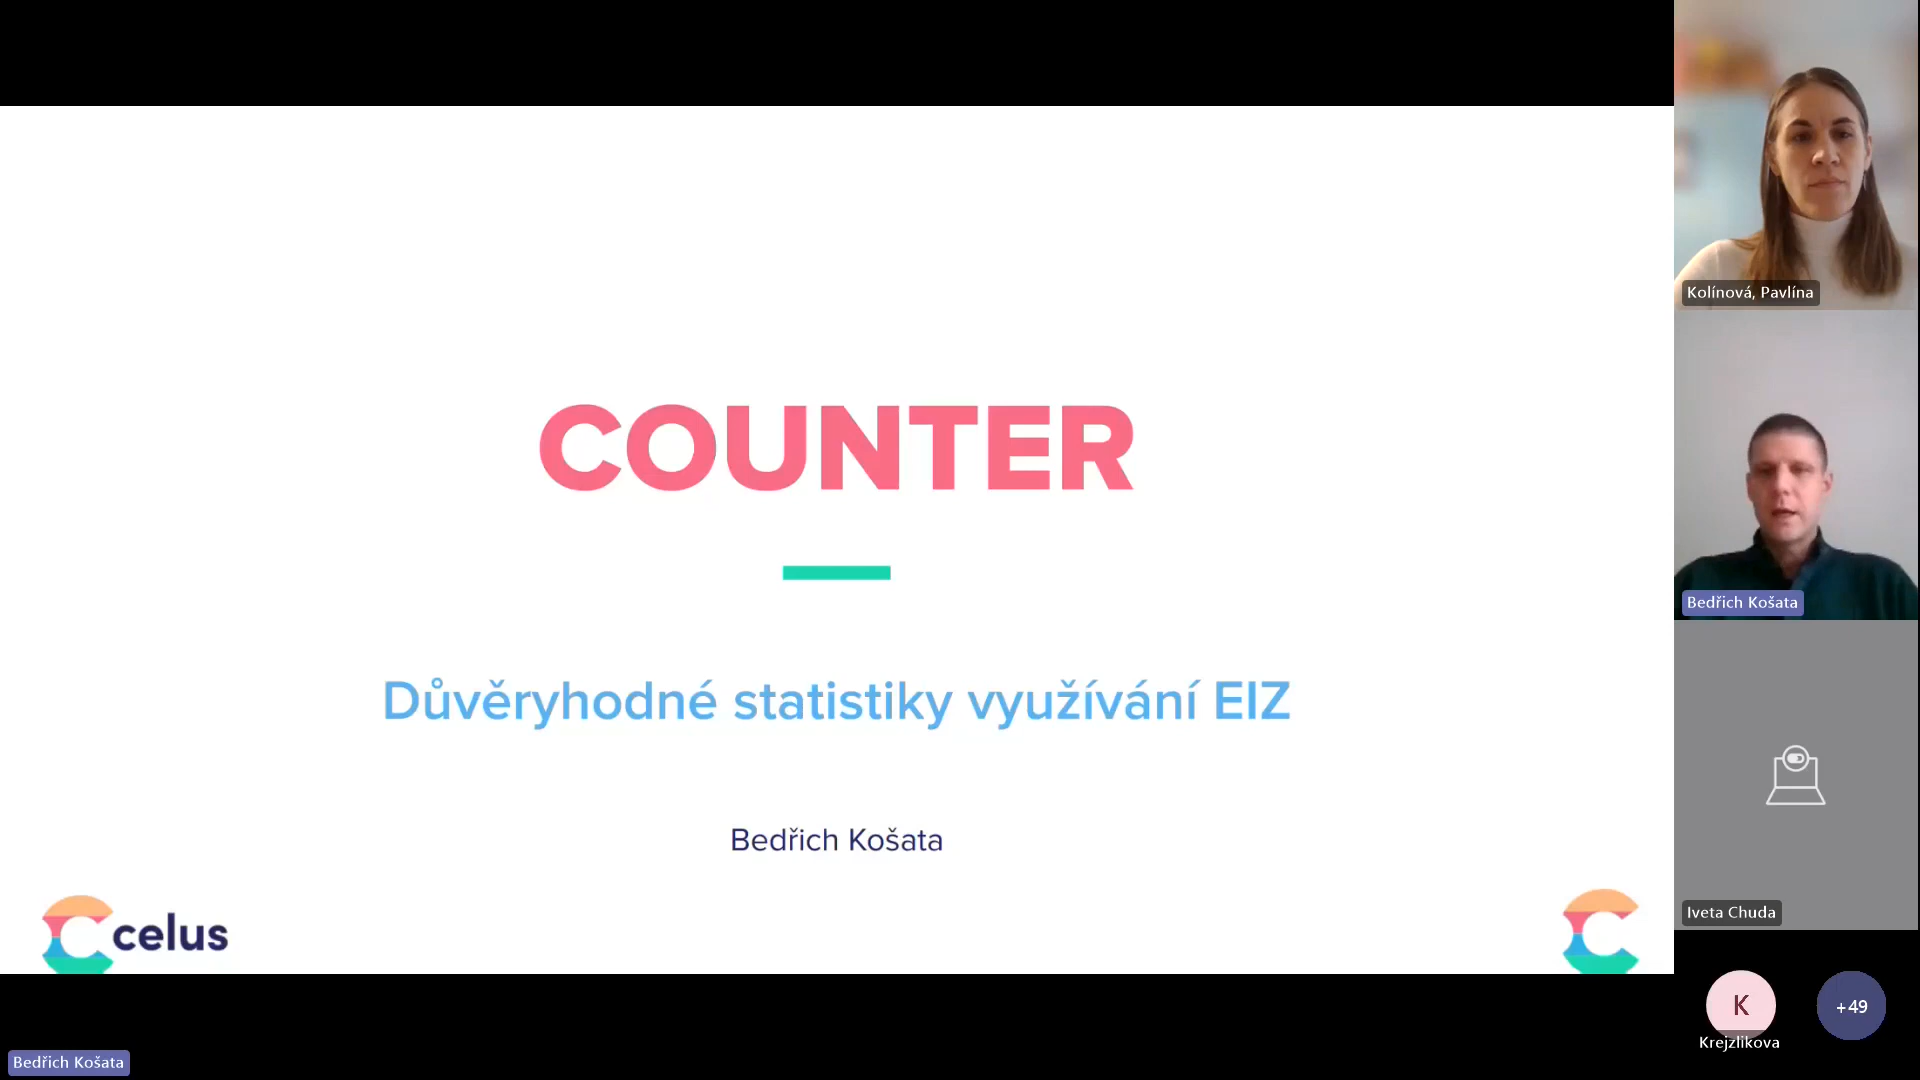 COUNTER
Důvěryhodné statistiky využívání EIZ
Bedřich Košata
celus
Bedřich Košata
Kolínová, Pavlína
Bedřich Košata
Iveta Chuda
K
+49
Krejzlikova